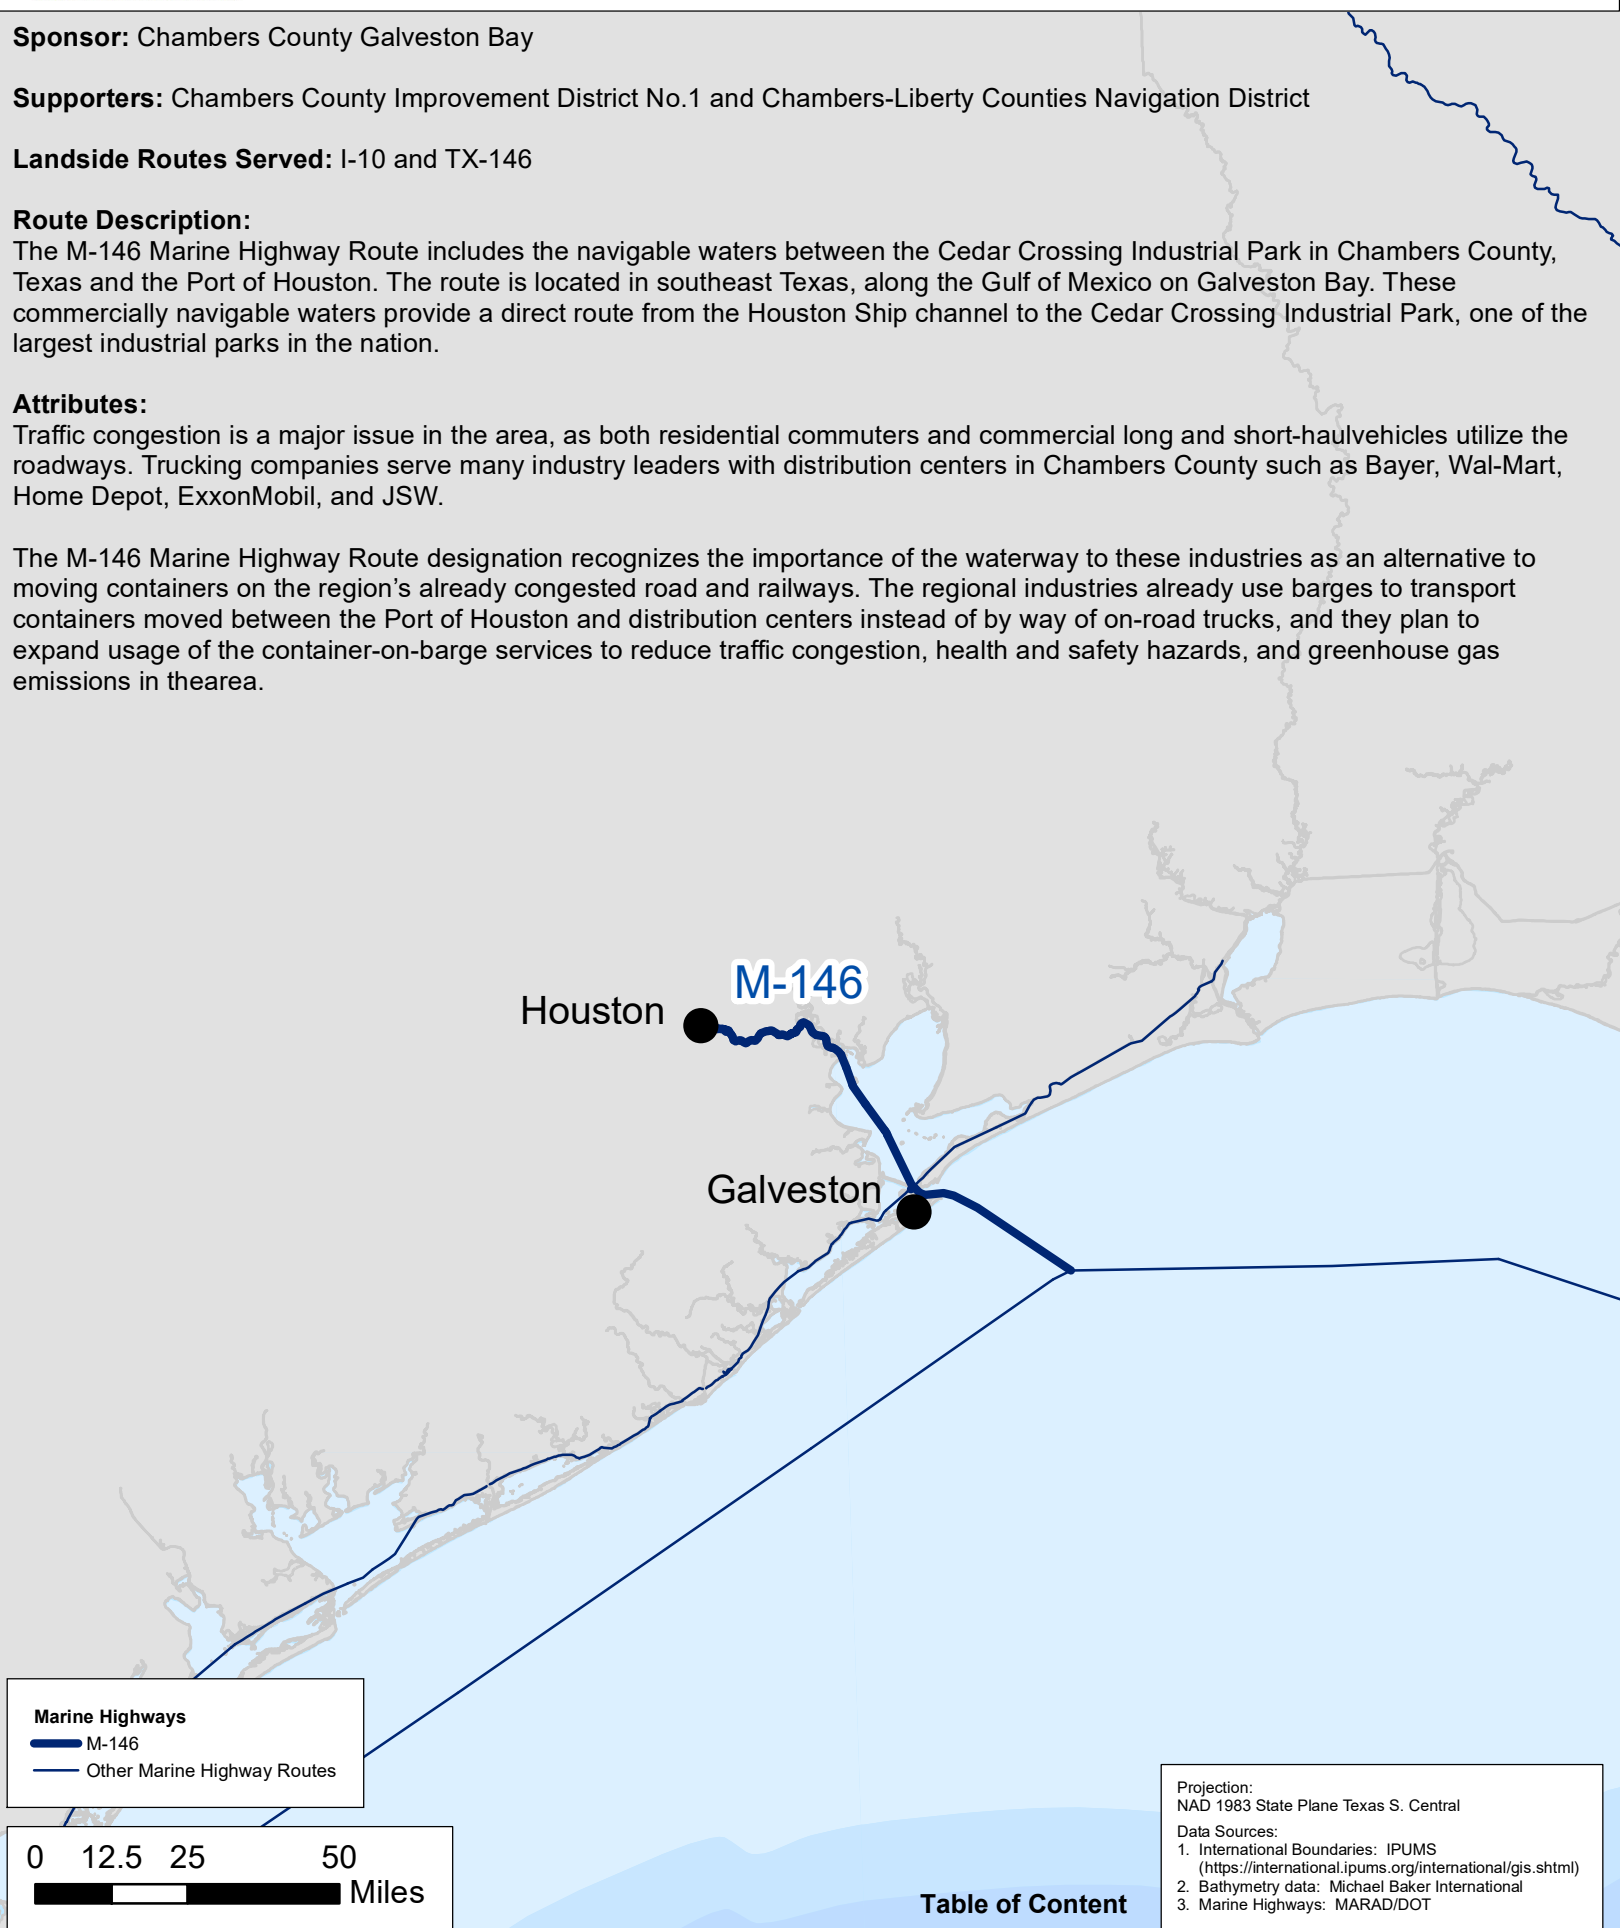 Sponsor: Chambers County Galveston Bay
Supporters: Chambers County Improvement District No.1 and Chambers-Liberty Counties Navigation District
Landside Routes Served: I-10 and TX-146
Route Description:
The M-146 Marine Highway Route includes the navigable waters between the Cedar Crossing Industrial Park in Chambers County,
Texas and the Port of Houston. The route is located in southeast Texas, along the Gulf of Mexico on Galveston Bay. These
commercially navigable waters provide a direct route from the Houston Ship channel to the Cedar Crossing Industrial Park, one of the
largest industrial parks in the nation.
Attributes:
Traffic congestion is a major issue in the area, as both residential commuters and commercial long and short-haulvehicles utilize the
roadways. Trucking companies serve many industry leaders with distribution centers in Chambers County such as Bayer, Wal-Mart,
Home Depot, ExxonMobil, and JSW.
The M-146 Marine Highway Route designation recognizes the importance of the waterway to these industries as an alternative to
moving containers on the region’s already congested road and railways. The regional industries already use barges to transport
containers moved between the Port of Houston and distribution centers instead of by way of on-road trucks, and they plan to
expand usage of the container-on-barge services to reduce traffic congestion, health and safety hazards, and greenhouse gas
emissions in thearea.
M-146
Houston
Galveston
Marine Highways
M-146
Other Marine Highway Routes
0 12.5 25 50
Miles
Table of Content
Projection:
NAD 1983 State Plane Texas S. Central
Data Sources:
1. International Boundaries: IPUMS
(https://international.ipums.org/international/gis.shtml)
2. Bathymetry data: Michael Baker International
3. Marine Highways: MARAD/DOT